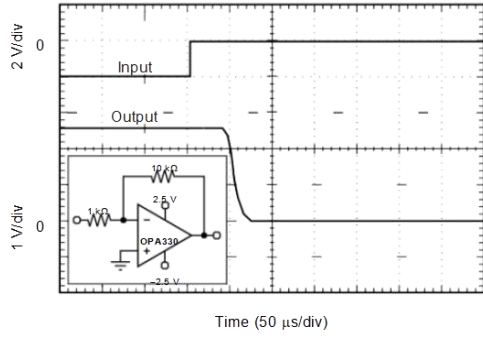 2 V/div
0
Input
Output
10 kΩ
1 kΩ
2.5 V
−
OPA330
+
−2.5 V
1 V/div
0
Time (50 μs/div)